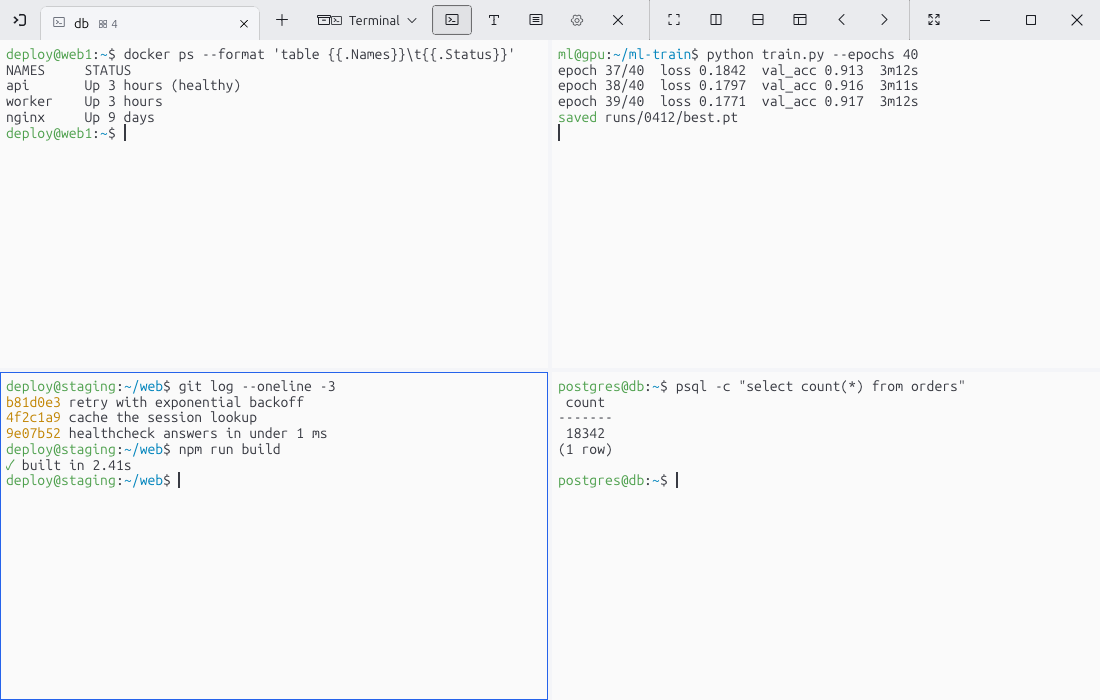 db 4
Terminal
deploy@web1:~$ docker ps --format 'table {{.Names}}\t{{.Status}}'
NAMES     STATUS
api       Up 3 hours (healthy)
worker    Up 3 hours
nginx     Up 9 days
deploy@web1:~$
ml@gpu:~/ml-train$ python train.py --epochs 40
epoch 37/40  loss 0.1842  val_acc 0.913  3m12s
epoch 38/40  loss 0.1797  val_acc 0.916  3m11s
epoch 39/40  loss 0.1771  val_acc 0.917  3m12s
saved runs/0412/best.pt
deploy@staging:~/web$ git log --oneline -3
b81d0e3 retry with exponential backoff
4f2c1a9 cache the session lookup
9e07b52 healthcheck answers in under 1 ms
deploy@staging:~/web$ npm run build
✓ built in 2.41s
deploy@staging:~/web$
postgres@db:~$ psql -c "select count(*) from orders"
 count
-------
 18342
(1 row)
postgres@db:~$